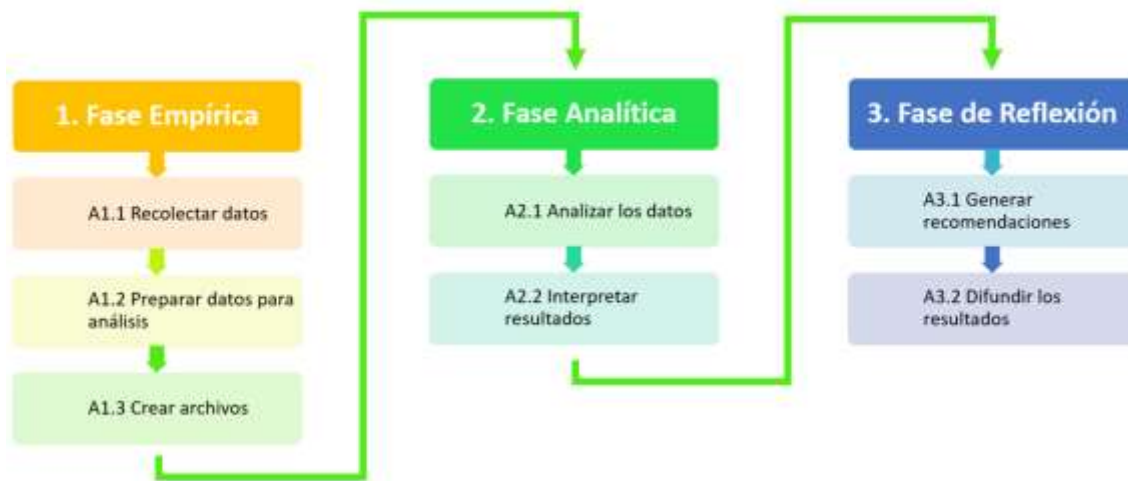 1. Fase Empírica
A1.1 Recolectar datos
A1.2 Preparar datos para
análisis
A1.3 Crear archivos
2. Fase Analítica
A2.1 Analizar los datos
A2.2 Interpretar
resultados
3. Fase de Reflexión
A3.1 Generar
recomendaciones
A3.2 Difundir los
resultados